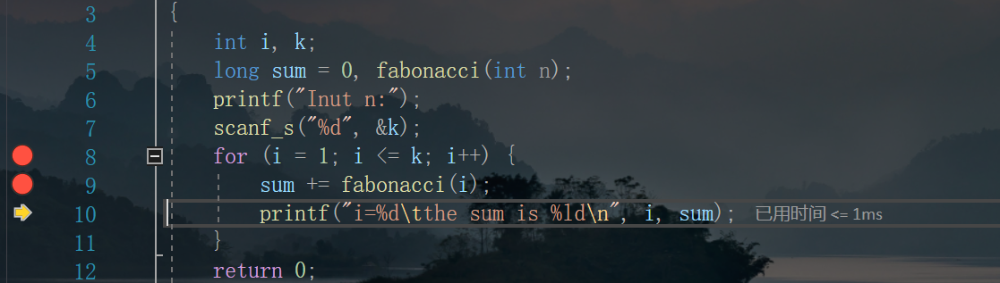 3 {
4 int i, k;
5 long sum = 0, fabonacci(int n);
6 printf("Inut n:");
7 scanf_s("%d", &k);
8 for (i = 1; i <= k; i++) {
9 sum += fabonacci(i);
10 printf("i=%d\tthe sum is %ld\n", i, sum); 已用时间 <= 1ms
11 }
12 return 0;